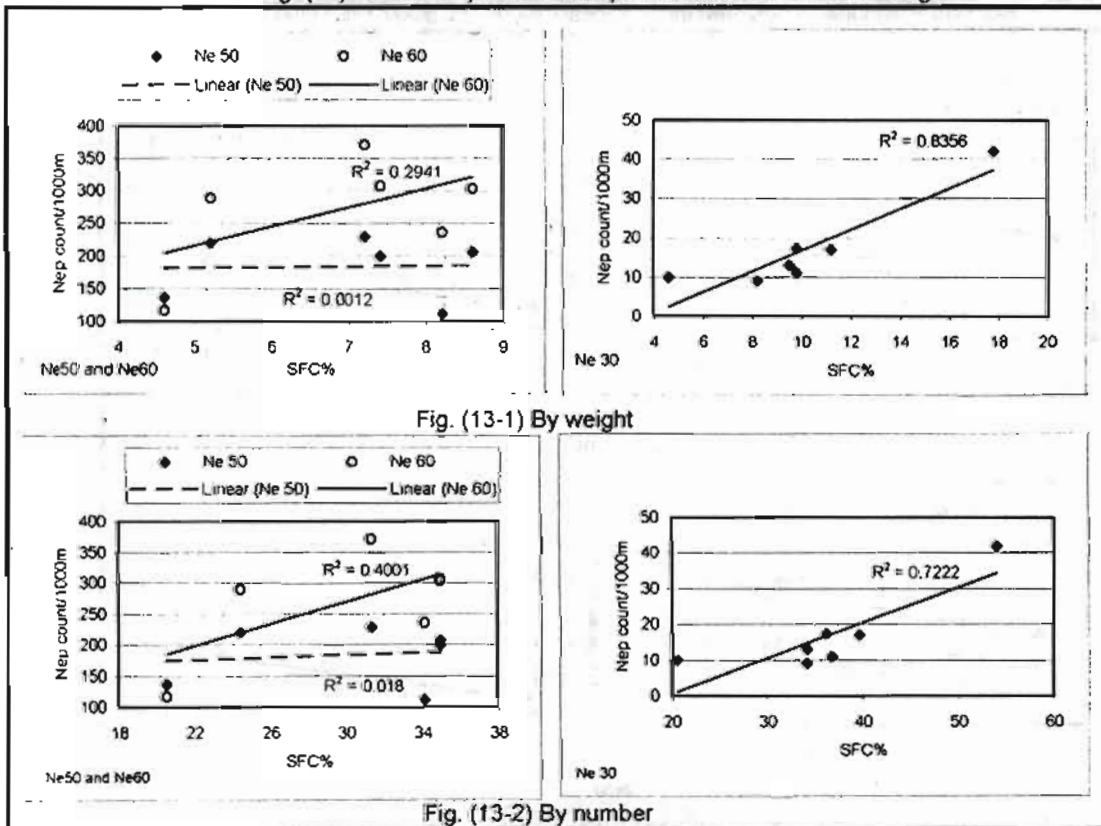 Ne 50 Ne 60
Linear (Ne 50) Linear (Ne 60)
Nep count/1000m
400
350
300
250
200
150
100
R² = 0.2941
R² = 0.0012
4 5 6 7 8 9
Ne50 and Ne60 SFC%
Nep count/1000m
50
40
30
20
10
0
R² = 0.8356
4 6 8 10 12 14 16 18 20
Ne 30 SFC%
Fig. (13-1) By weight
Ne 50 Ne 60
Linear (Ne 50) Linear (Ne 60)
Nep count/1000m
400
350
300
250
200
150
100
R² = 0.4001
R² = 0.018
18 22 26 30 34 38
SFC%
Ne50 and Ne60
Nep count/1000m
50
40
30
20
10
0
R² = 0.7222
20 30 40 50 60
SFC%
Ne 30
Fig. (13-2) By number